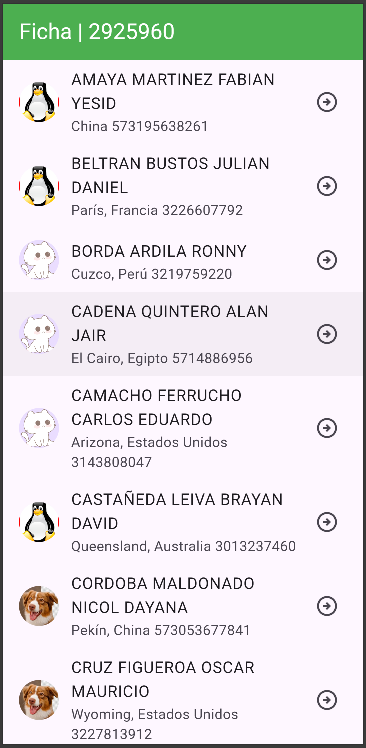 Ficha | 2925960
AMAYA MARTINEZ FABIAN
YESID
China 573195638261
BELTRAN BUSTOS JULIAN
DANIEL
París, Francia 3226607792
BORDA ARDILA RONNY
Cuzco, Perú 3219759220
CADENA QUINTERO ALAN
JAIR
El Cairo, Egipto 5714886956
CAMACHO FERRUCHO
CARLOS EDUARDO
Arizona, Estados Unidos
3143808047
CASTAÑEDA LEIVA BRAYAN
DAVID
Queensland, Australia 3013237460
CORDOBA MALDONADO
NICOL DAYANA
Pekín, China 573053677841
CRUZ FIGUEROA OSCAR
MAURICIO
Wyoming, Estados Unidos
3227813912